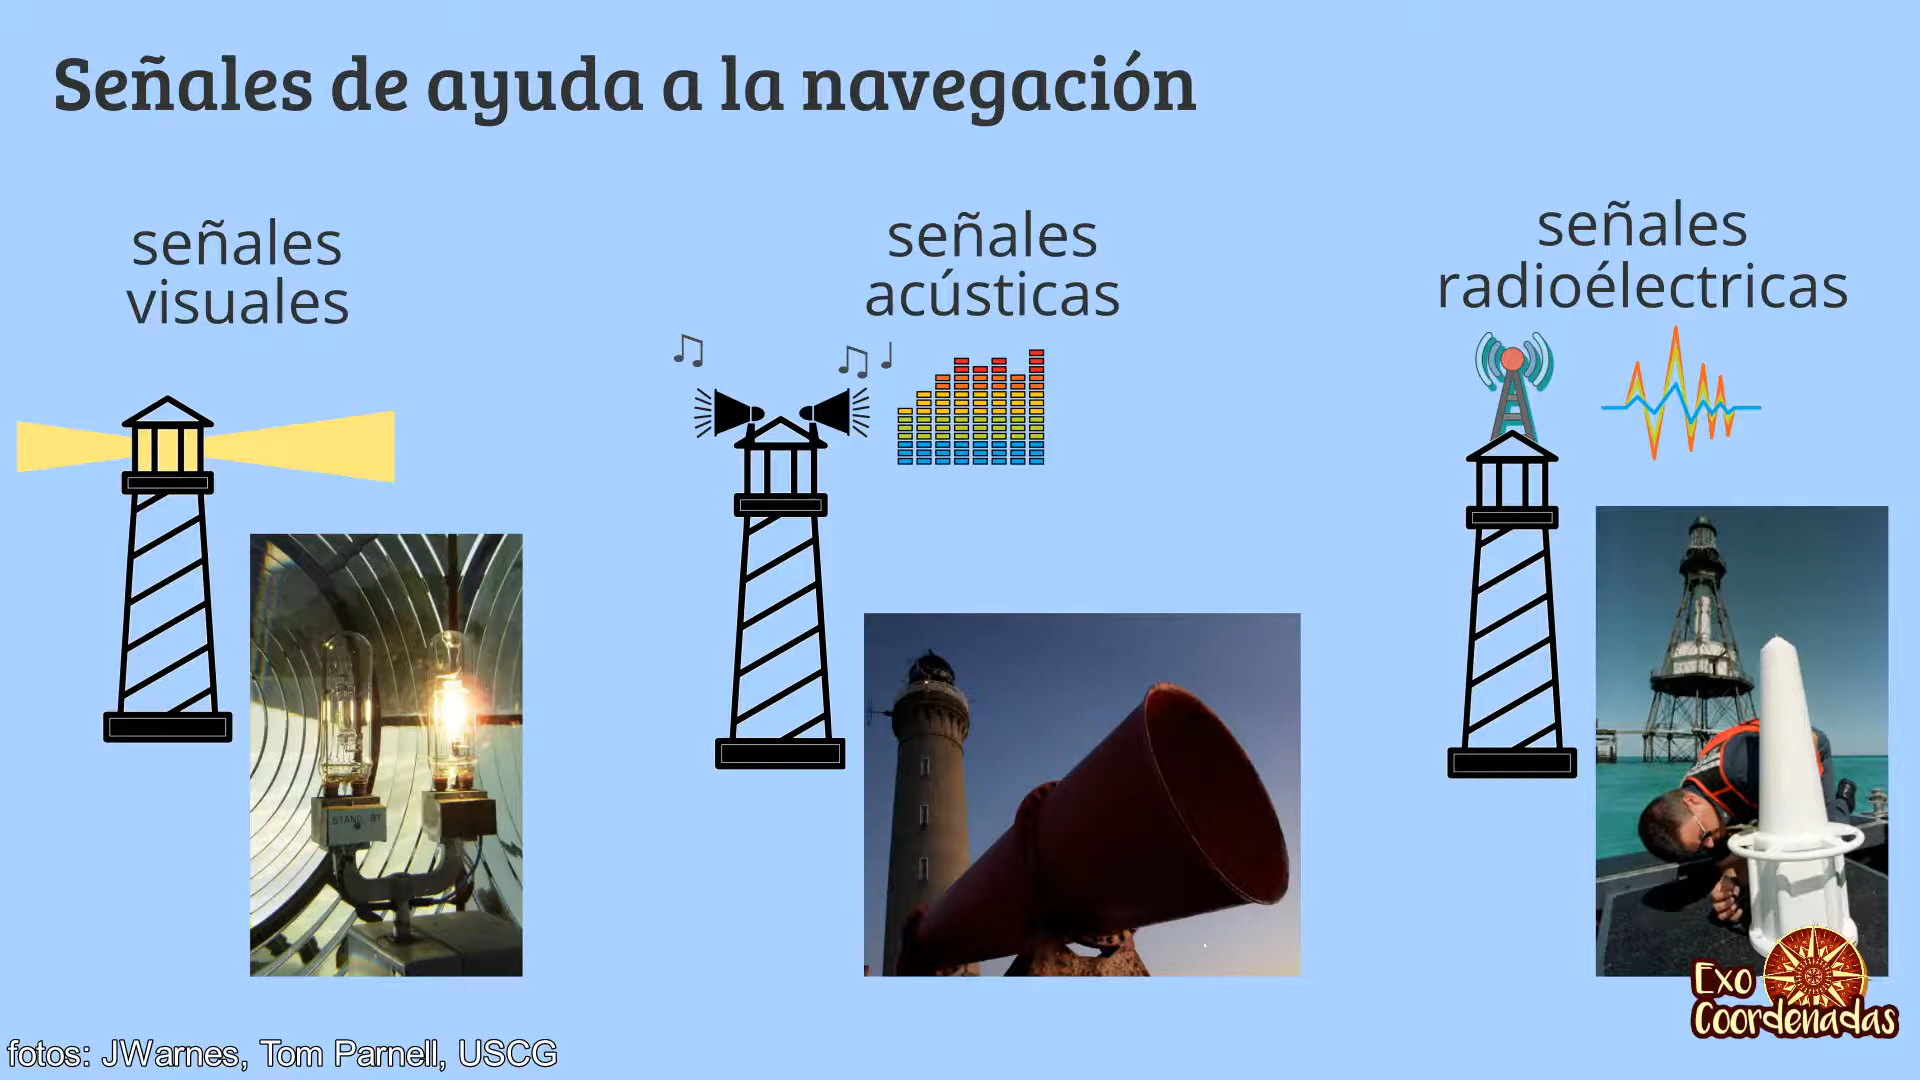 Señales de ayuda a la navegación
señales
visuales
señales
acústicas
señales
radioélectricas
STAND BY
Exo
Coordenadas
fotos: JWarnes, Tom Parnell, USCG